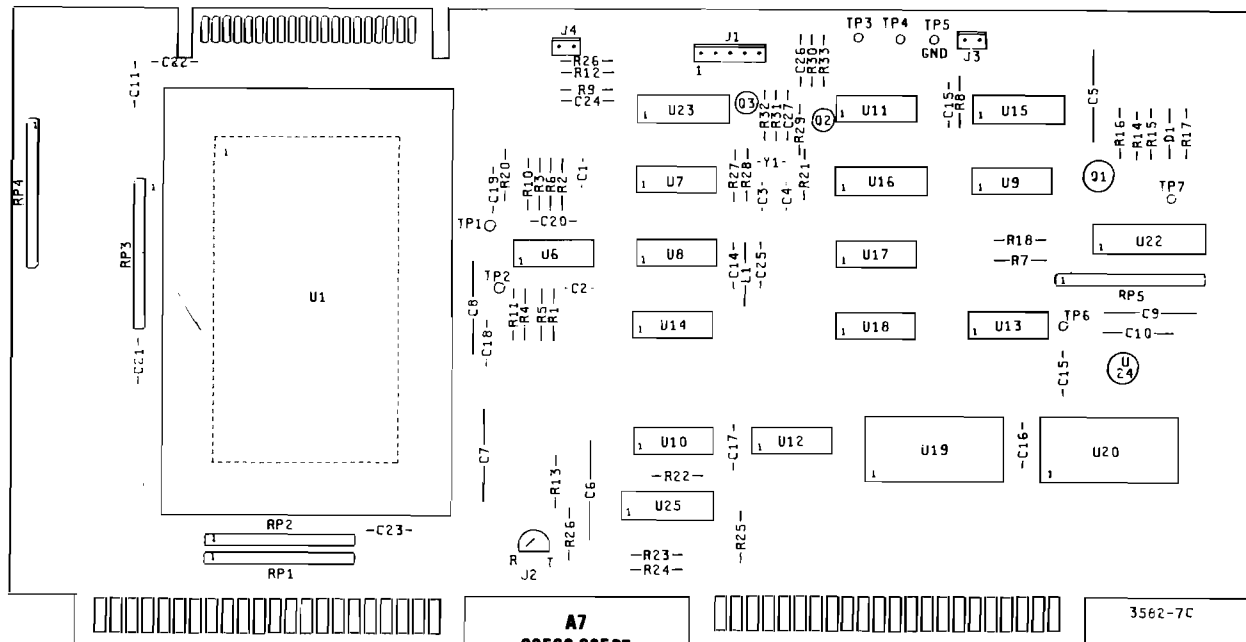 J4
J1
1
TP3 TP4 TP5
GND
J3
C22
C11
R26
R12
R9
C24
C26
R30
R33
U23
Q3
R32
R31
C27
R29
Q2
U11
C15
R8
U15
C5
R16
R14
R15
D1
R17
RP4
1
RP3
1
C19
R20
R10
R3
R6
R2
C1
U7
R27
R28
Y1
C3
C4
R21
U16
U9
Q1
TP7
TP1
C20
U6
U8
C14
L1
C25
U17
R18
R7
U22
U1
TP2
C2
C8
C18
R11
R4
R5
R1
U14
U18
U13
RP5
TP6
C9
C10
C21
C15
U
24
C7
R13
C6
U10
C17
U12
U19
C16
U20
R22
U25
RP2
C23
RP1
R26
R
T
J2
R25
R23
R24
A7
3582-7C